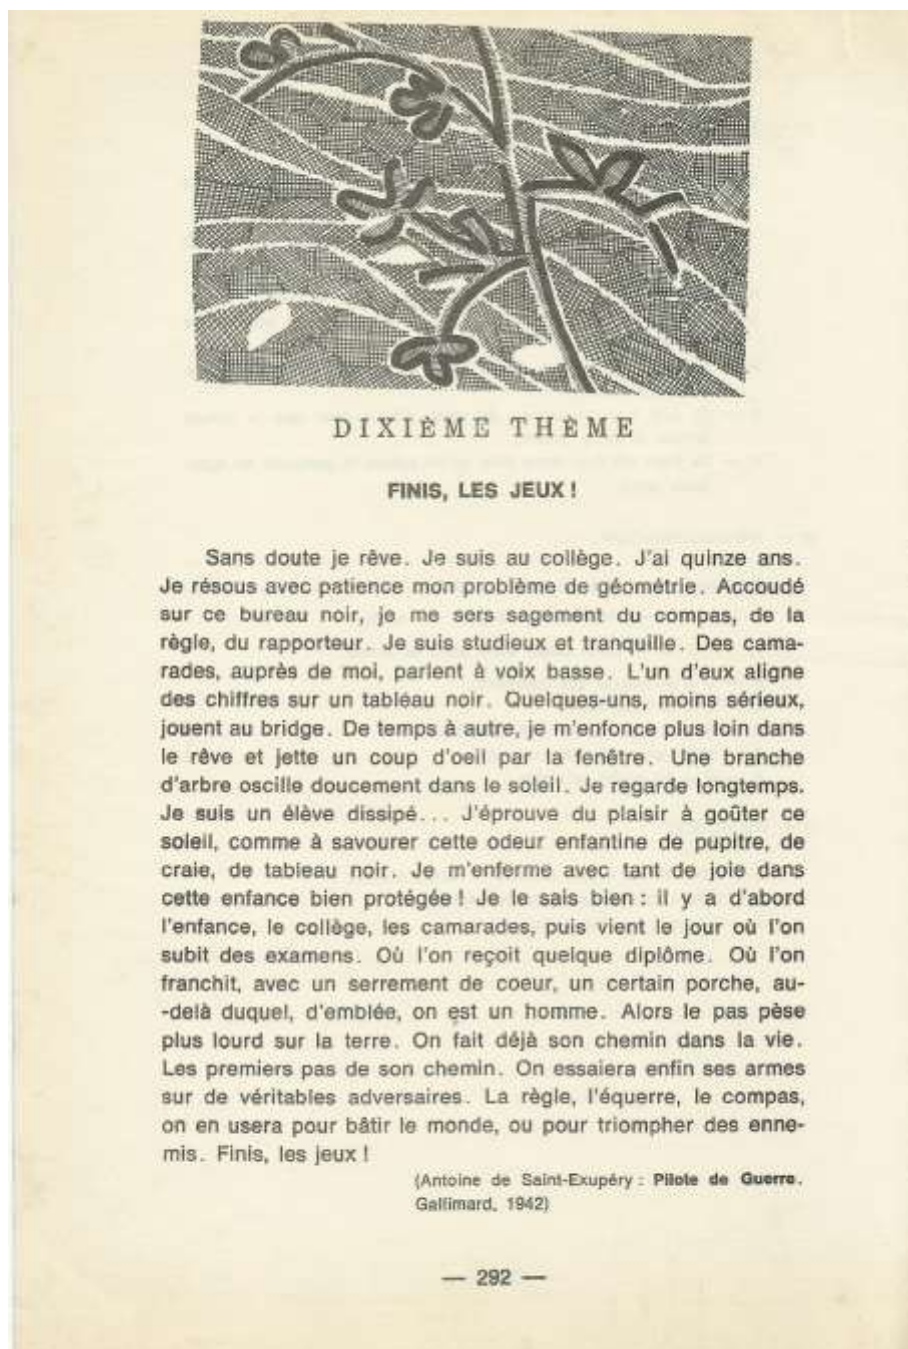 DIXIÈME THÈME
FINIS, LES JEUX !
Sans doute je rêve. Je suis au collège. J'ai quinze ans.
Je résous avec patience mon problème de géométrie. Accoudé
sur ce bureau noir, je me sers sagement du compas, de la
règle, du rapporteur. Je suis studieux et tranquille. Des cama-
rades, auprès de moi, parlent à voix basse. L'un d'eux aligne
des chiffres sur un tableau noir. Quelques-uns, moins sérieux,
jouent au bridge. De temps à autre, je m'enfonce plus loin dans
le rêve et jette un coup d'oeil par la fenêtre. Une branche
d'arbre oscille doucement dans le soleil. Je regarde longtemps.
Je suis un élève dissipé... J'éprouve du plaisir à goûter ce
soleil, comme à savourer cette odeur enfantine de pupitre, de
craie, de tableau noir. Je m'enferme avec tant de joie dans
cette enfance bien protégée ! Je le sais bien : il y a d'abord
l'enfance, le collège, les camarades, puis vient le jour où l'on
subit des examens. Où l'on reçoit quelque diplôme. Où l'on
franchit, avec un serrement de coeur, un certain porche, au-
-delà duquel, d'emblée, on est un homme. Alors le pas pèse
plus lourd sur la terre. On fait déjà son chemin dans la vie.
Les premiers pas de son chemin. On essaiera enfin ses armes
sur de véritables adversaires. La règle, l'équerre, le compas,
on en usera pour bâtir le monde, ou pour triompher des enne-
mis. Finis, les jeux !
(Antoine de Saint-Exupéry : Pilote de Guerre.
Gallimard, 1942)
— 292 —